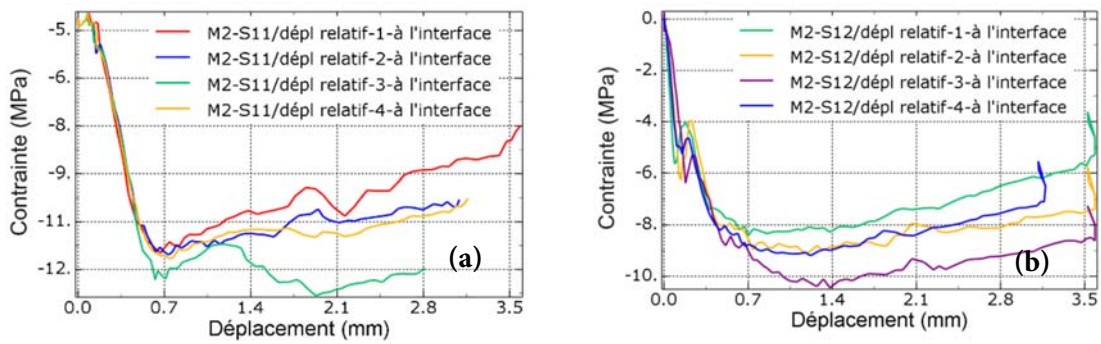 Contrainte (MPa)
-5.
-6.
-8.
-9.
-11.
-12.
M2-S11/dépl relatif-1-à l'interface
M2-S11/dépl relatif-2-à l'interface
M2-S11/dépl relatif-3-à l'interface
M2-S11/dépl relatif-4-à l'interface
(a)
0.0 0.7 1.4 2.1 2.8 3.5
Déplacement (mm)
Contrainte (MPa)
0.
-2.
-4.
-6.
-8.
-10.
M2-S12/dépl relatif-1-à l'interface
M2-S12/dépl relatif-2-à l'interface
M2-S12/dépl relatif-3-à l'interface
M2-S12/dépl relatif-4-à l'interface
(b)
0.0 0.7 1.4 2.1 2.8 3.5
Déplacement (mm)